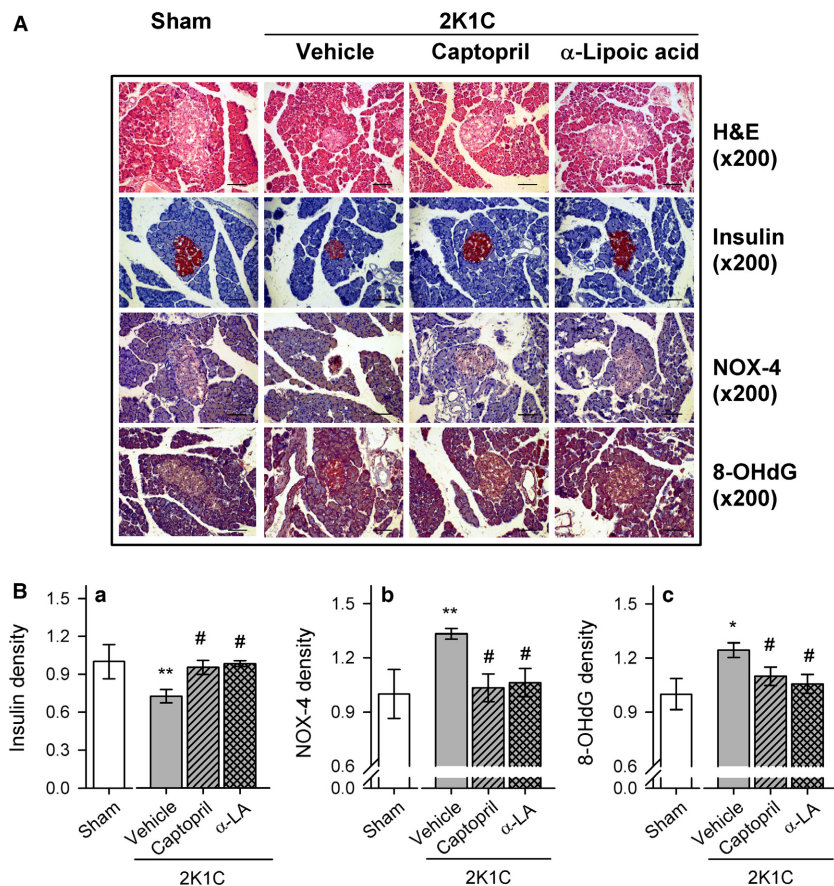 A
Sham
2K1C
Vehicle
Captopril
α-Lipoic acid
H&E
(x200)
Insulin
(x200)
NOX-4
(x200)
8-OHdG
(x200)
B
a
Insulin density
1.5
1.2
0.9
0.6
0.3
0.0
**
#
#
Sham
Vehicle
Captopril
α-LA
2K1C
b
NOX-4 density
1.5
1.2
0.9
0.6
0.0
**
#
#
Sham
Vehicle
Captopril
α-LA
2K1C
c
8-OHdG density
1.5
1.2
0.9
0.6
0.0
*
#
#
Sham
Vehicle
Captopril
α-LA
2K1C